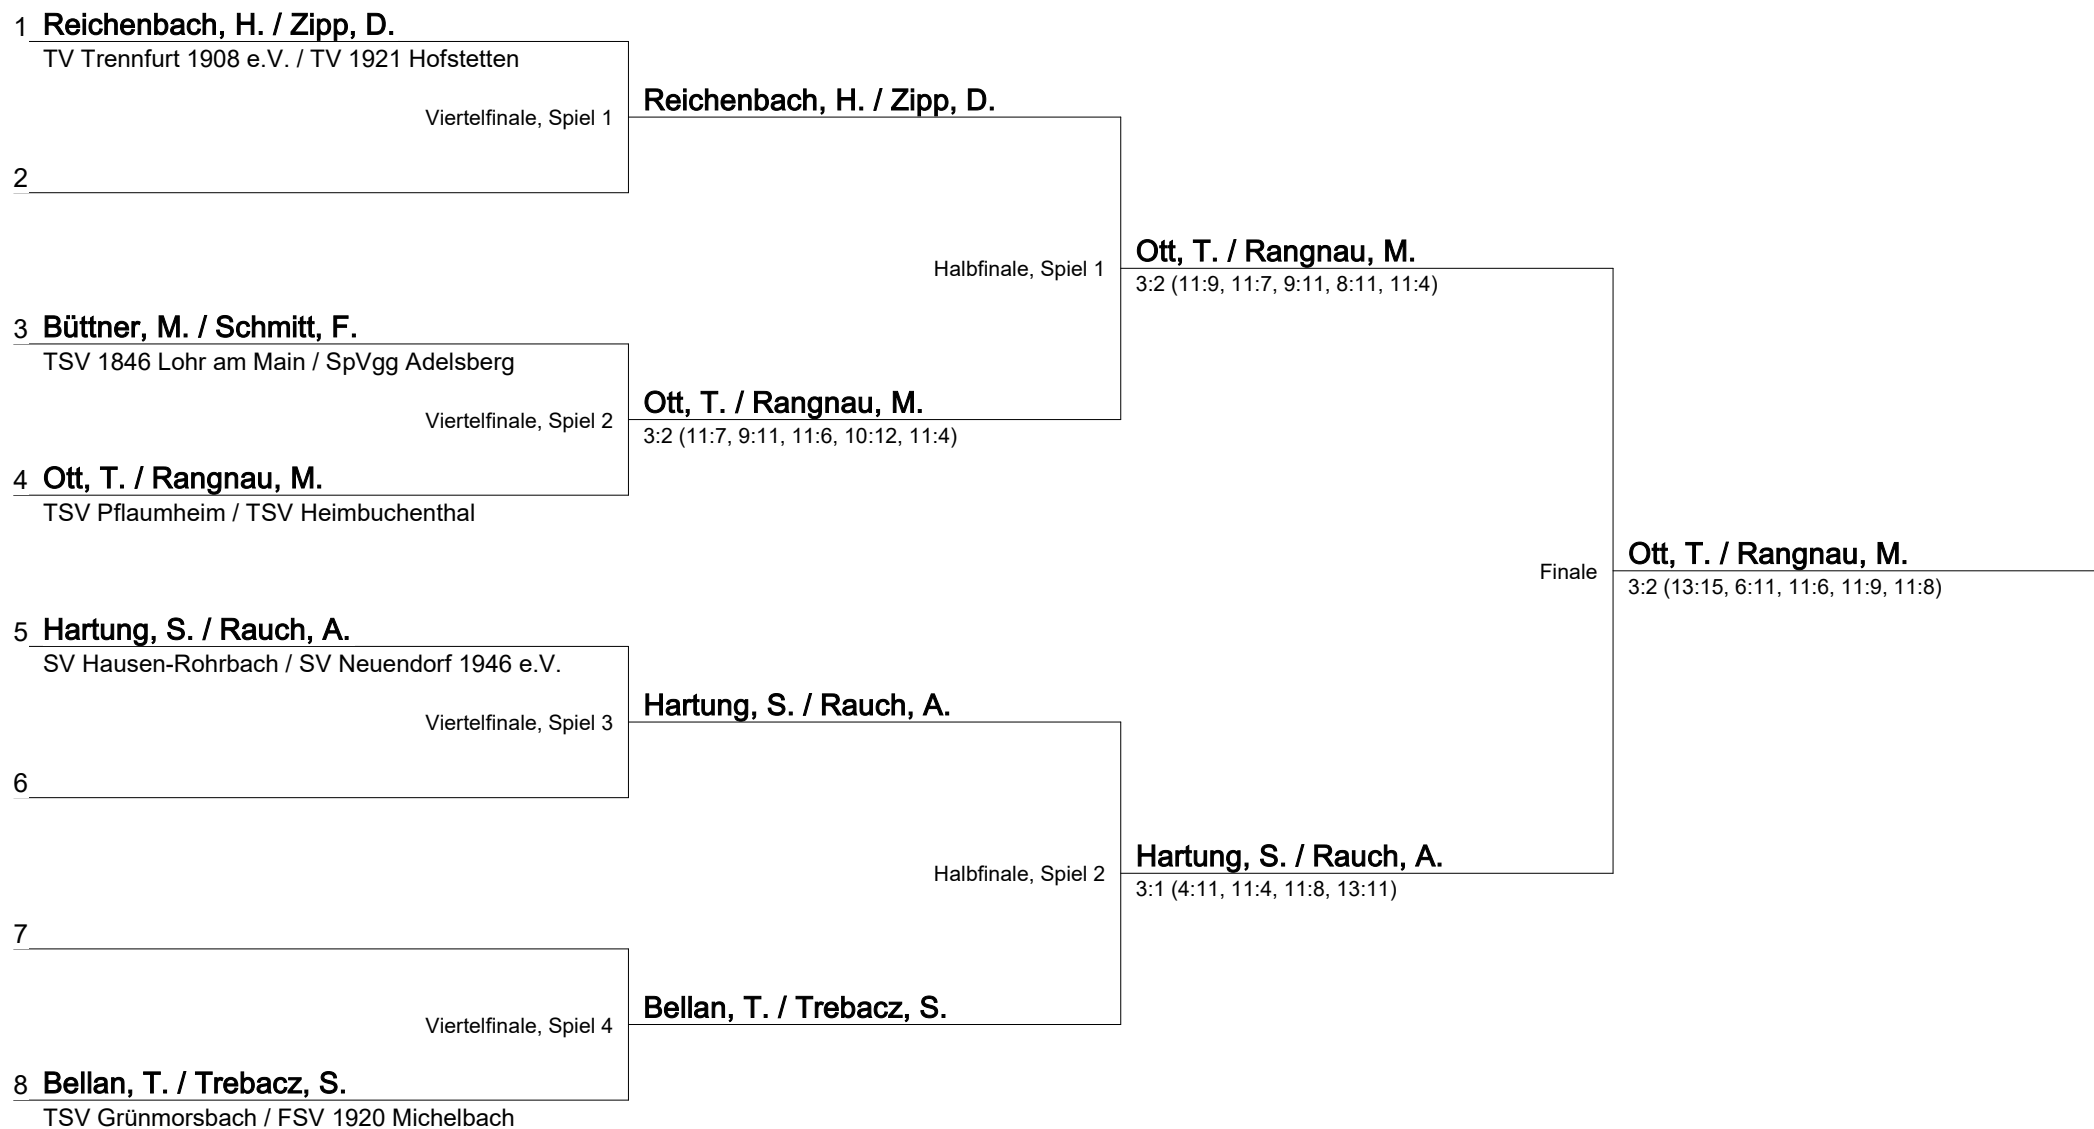 1 Reichenbach, H. / Zipp, D.
TV Trennfurt 1908 e.V. / TV 1921 Hofstetten
Viertelfinale, Spiel 1
Reichenbach, H. / Zipp, D.
2
Halbfinale, Spiel 1
Ott, T. / Rangnau, M.
3:2 (11:9, 11:7, 9:11, 8:11, 11:4)
3 Büttner, M. / Schmitt, F.
TSV 1846 Lohr am Main / SpVgg Adelsberg
Viertelfinale, Spiel 2
Ott, T. / Rangnau, M.
3:2 (11:7, 9:11, 11:6, 10:12, 11:4)
4 Ott, T. / Rangnau, M.
TSV Pflaumheim / TSV Heimbuchenthal
Finale
Ott, T. / Rangnau, M.
3:2 (13:15, 6:11, 11:6, 11:9, 11:8)
5 Hartung, S. / Rauch, A.
SV Hausen-Rohrbach / SV Neuendorf 1946 e.V.
Viertelfinale, Spiel 3
Hartung, S. / Rauch, A.
6
Halbfinale, Spiel 2
Hartung, S. / Rauch, A.
3:1 (4:11, 11:4, 11:8, 13:11)
7
Viertelfinale, Spiel 4
Bellan, T. / Trebacz, S.
8 Bellan, T. / Trebacz, S.
TSV Grünmorsbach / FSV 1920 Michelbach